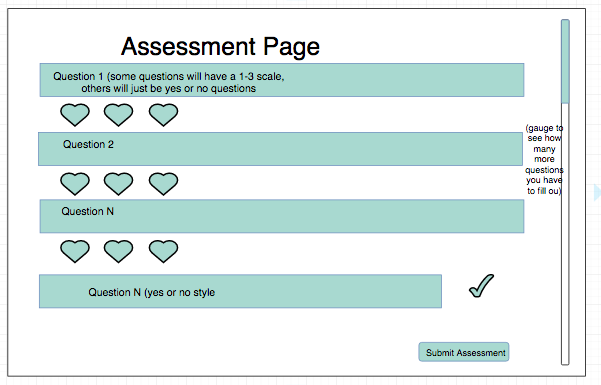 Assessment Page
Question 1 (some questions will have a 1-3 scale,
others will just be yes or no questions
Question 2
(gauge to
see how
many
more
questions
you have
to fill ou)
Question N
Question N (yes or no style
Submit Assessment